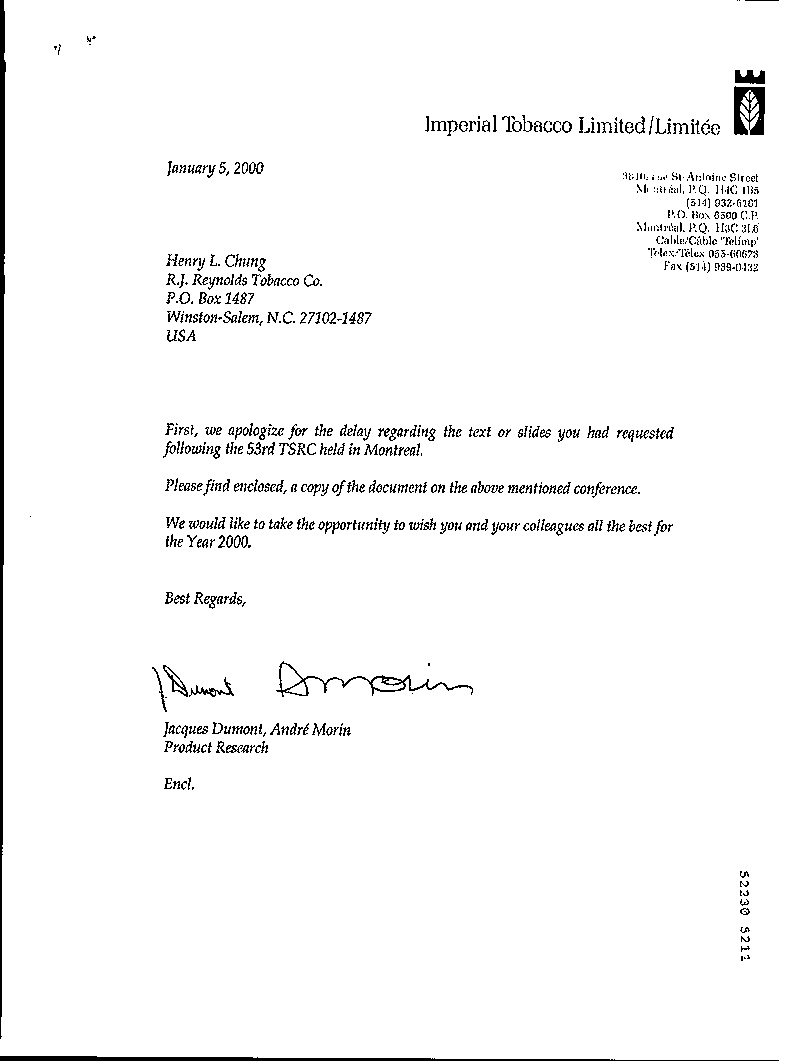 Imperial Tobacco Limited/Limitée
January 5, 2000
3810, rue St-Antoine Street
Montréal, P.Q. H4C 1B5
(514) 932-6161
P.O. Box 6500 C.P.
Montréal, P.Q. H3C 3L6
Cable/Câble 'Telimp'
Telex/Télex 055-60673
Fax (514) 939-0432
Henry L. Chung
R.J. Reynolds Tobacco Co.
P.O. Box 1487
Winston-Salem, N.C. 27102-1487
USA
First, we apologize for the delay regarding the text or slides you had requested
following the 53rd TSRC held in Montreal.
Please find enclosed, a copy of the document on the above mentioned conference.
We would like to take the opportunity to wish you and your colleagues all the best for
the Year 2000.
Best Regards,
J Dumont A Morin
Jacques Dumont, André Morin
Product Research
Encl.
52230 5211